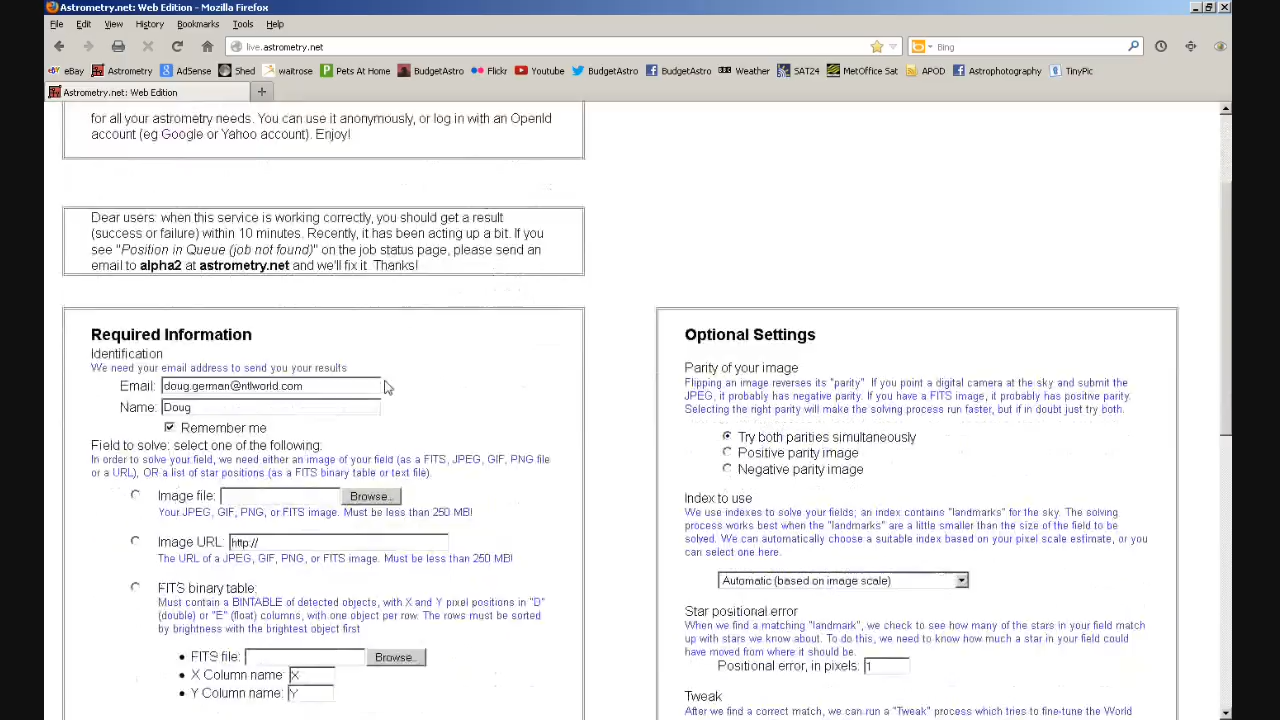 Astrometry.net: Web Edition - Mozilla Firefox
File Edit View History Bookmarks Tools Help
live.astrometry.net
Bing
eBay Astrometry AdSense Shed waitrose Pets At Home BudgetAstro Flickr Youtube BudgetAstro BudgetAstro Weather SAT24 MetOffice Sat APOD Astrophotography TinyPic
Astrometry.net: Web Edition
for all your astrometry needs. You can use it anonymously, or log in with an OpenId
account (eg Google or Yahoo account). Enjoy!
Dear users: when this service is working correctly, you should get a result
(success or failure) within 10 minutes. Recently, it has been acting up a bit. If you
see "Position in Queue (job not found)" on the job status page, please send an
email to alpha2 at astrometry.net and we'll fix it. Thanks!
Required Information
Identification
We need your email address to send you your results
Email: doug.german@ntlworld.com
Name: Doug
Remember me
Field to solve: select one of the following:
In order to solve your field, we need either an image of your field (as a FITS, JPEG, GIF, PNG file
or a URL), OR a list of star positions (as a FITS binary table or text file).
Image file: Browse...
Your JPEG, GIF, PNG, or FITS image. Must be less than 250 MB!
Image URL: http://
The URL of a JPEG, GIF, PNG, or FITS image. Must be less than 250 MB!
FITS binary table:
Must contain a BINTABLE of detected objects, with X and Y pixel positions in "D"
(double) or "E" (float) columns, with one object per row. The rows must be sorted
by brightness with the brightest object first
FITS file: Browse...
X Column name: X
Y Column name: Y
Optional Settings
Parity of your image
Flipping an image reverses its "parity". If you point a digital camera at the sky and submit the
JPEG, it probably has negative parity. If you have a FITS image, it probably has positive parity.
Selecting the right parity will make the solving process run faster, but if in doubt just try both.
Try both parities simultaneously
Positive parity image
Negative parity image
Index to use
We use indexes to solve your fields; an index contains "landmarks" for the sky. The solving
process works best when the "landmarks" are a little smaller than the size of the field to be
solved. We can automatically choose a suitable index based on your pixel scale estimate, or you
can select one here.
Automatic (based on image scale)
Star positional error
When we find a matching "landmark", we check to see how many of the stars in your field match
up with stars we know about. To do this, we need to know how much a star in your field could
have moved from where it should be.
Positional error, in pixels: 1
Tweak
After we find a correct match, we can run a "Tweak" process which tries to fine-tune the World